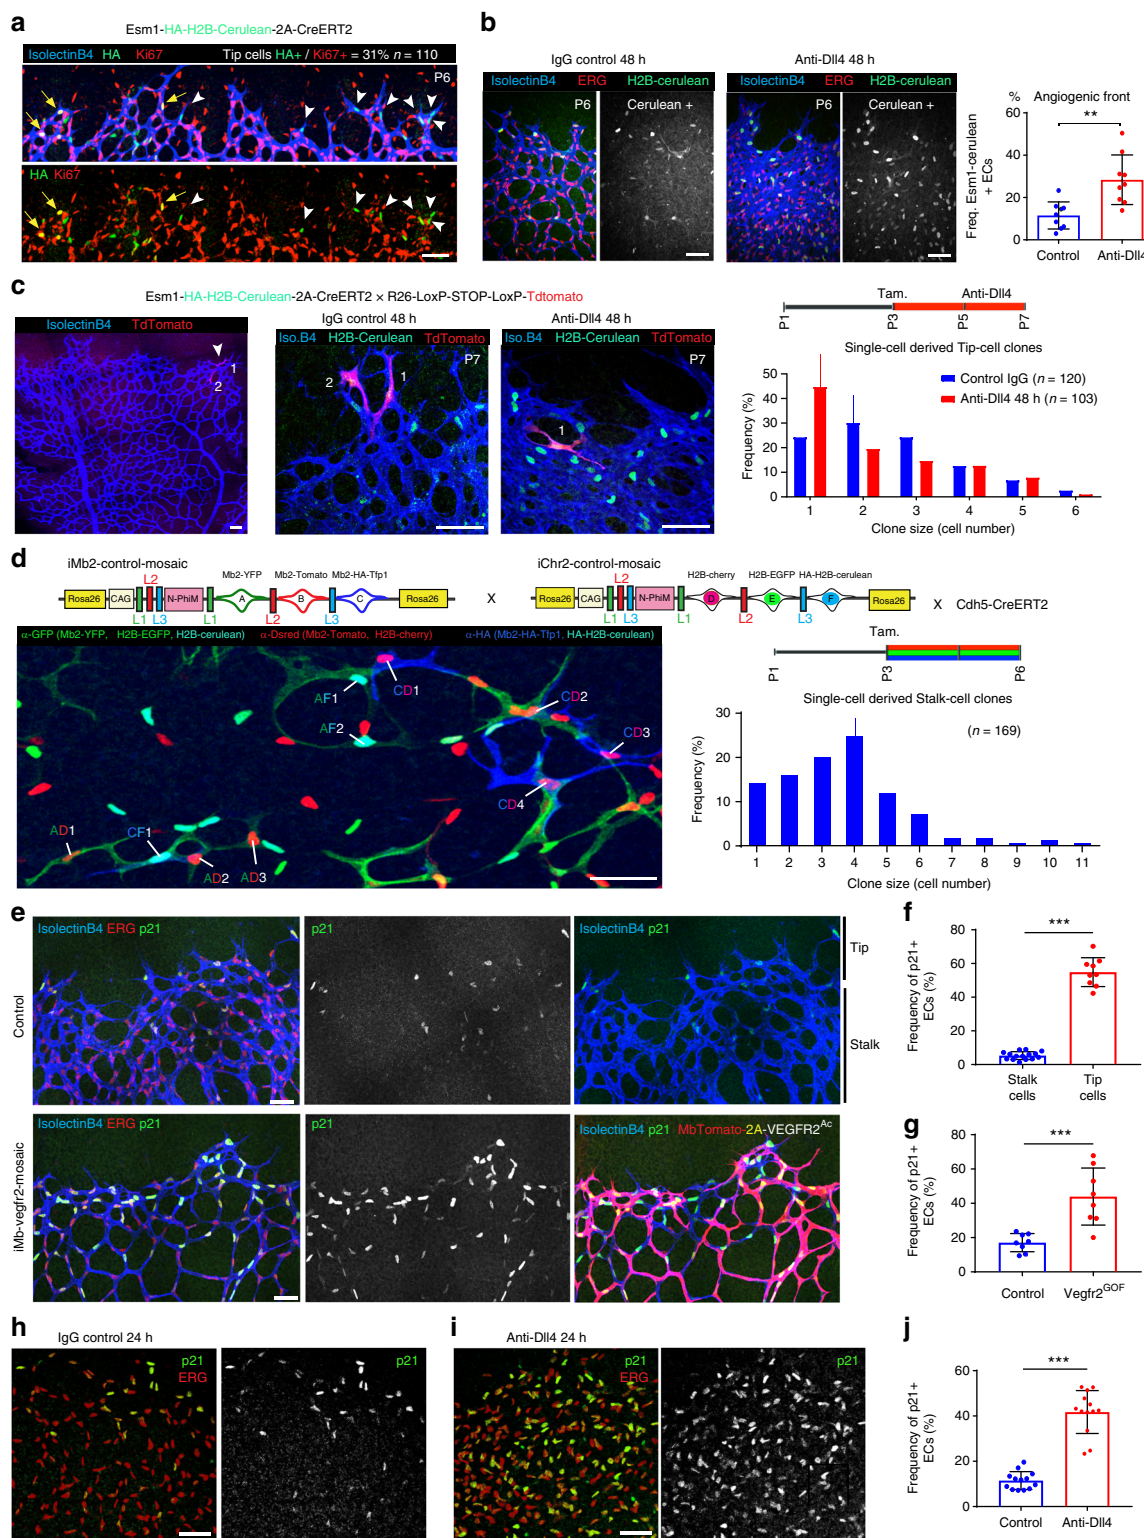 a
Esm1-HA-H2B-Cerulean-2A-CreERT2
IsolectinB4 HA Ki67 Tip cells HA+ / Ki67+ = 31% n = 110
P6
HA Ki67
b
IgG control 48 h
Anti-Dll4 48 h
IsolectinB4 ERG H2B-cerulean
IsolectinB4 ERG H2B-cerulean
P6
Cerulean +
P6
Cerulean +
% Angiogenic front
**
Freq. Esm1-cerulean + ECs
60
40
20
0
Control
Anti-Dll4
c
Esm1-HA-H2B-Cerulean-2A-CreERT2 × R26-LoxP-STOP-LoxP-Tdtomato
IsolectinB4 TdTomato
1
2
IgG control 48 h
Iso.B4 H2B-Cerulean TdTomato
P7
2
1
Anti-Dll4 48 h
Iso.B4 H2B-Cerulean TdTomato
P7
1
Tam.
Anti-Dll4
P1
P3
P5
P7
Single-cell derived Tip-cell clones
Control IgG (n = 120)
Anti-Dll4 48 h (n = 103)
Frequency (%)
50
40
30
20
10
0
1 2 3 4 5 6
Clone size (cell number)
d
iMb2-control-mosaic
Rosa26 CAG L1 L2 L3 N-PhiM L1 Mb2-YFP A L2 Mb2-Tomato B L3 Mb2-HA-Tfp1 C Rosa26
X
iChr2-control-mosaic
Rosa26 CAG L1 L2 L3 N-PhiM L1 H2B-cherry D L2 H2B-EGFP E L3 HA-H2B-cerulean F Rosa26
X Cdh5-CreERT2
α-GFP (Mb2-YFP, H2B-EGFP, H2B-cerulean) α-Dsred (Mb2-Tomato, H2B-cherry) α-HA (Mb2-HA-Tfp1, HA-H2B-cerulean)
AF1
CD1
CD2
AF2
CD3
CD4
AD1
CF1
AD2
AD3
Tam.
P1
P3
P6
Single-cell derived Stalk-cell clones
(n = 169)
Frequency (%)
30
20
10
0
1 2 3 4 5 6 7 8 9 10 11
Clone size (cell number)
e
Control
IsolectinB4 ERG p21
p21
IsolectinB4 p21
Tip
Stalk
iMb-vegfr2-mosaic
IsolectinB4 ERG p21
p21
IsolectinB4 p21 MbTomato-2A-VEGFR2Ac
f
***
Frequency of p21+ ECs (%)
80
60
40
20
0
Stalk cells
Tip cells
g
***
Frequency of p21+ ECs (%)
80
60
40
20
0
Control
Vegfr2GOF
h
IgG control 24 h
p21
ERG
p21
i
Anti-Dll4 24 h
p21
ERG
p21
j
***
Frequency of p21+ ECs (%)
60
40
20
0
Control
Anti-Dll4